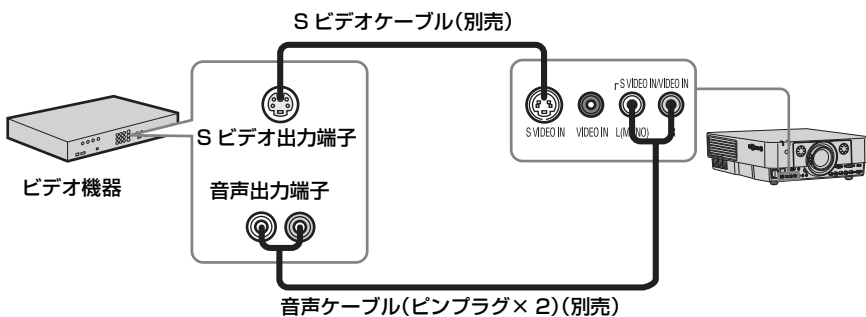 S ビデオケーブル(別売)
S VIDEO IN/VIDEO IN
S ビデオ出力端子
S VIDEO IN
VIDEO IN
L(MONO)
ビデオ機器
音声出力端子
音声ケーブル(ピンプラグ× 2)(別売)